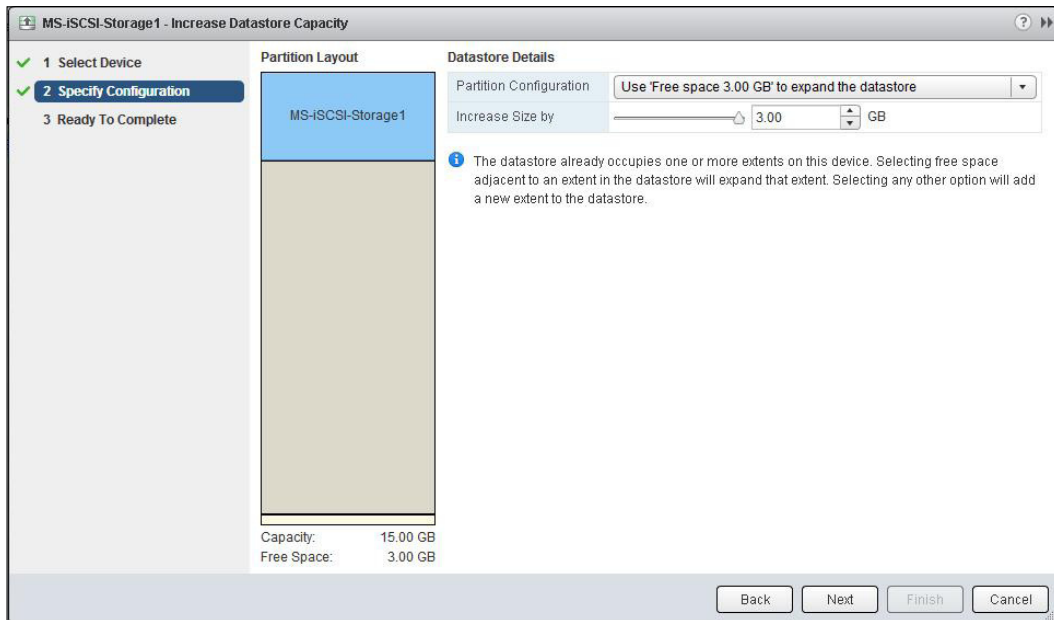 MS-iSCSI-Storage1 - Increase Datastore Capacity
?
1 Select Device
2 Specify Configuration
3 Ready To Complete
Partition Layout
MS-iSCSI-Storage1
Capacity: 15.00 GB
Free Space: 3.00 GB
Datastore Details
Partition Configuration Use 'Free space 3.00 GB' to expand the datastore
Increase Size by 3.00 GB
The datastore already occupies one or more extents on this device. Selecting free space
adjacent to an extent in the datastore will expand that extent. Selecting any other option will add
a new extent to the datastore.
Back Next Finish Cancel